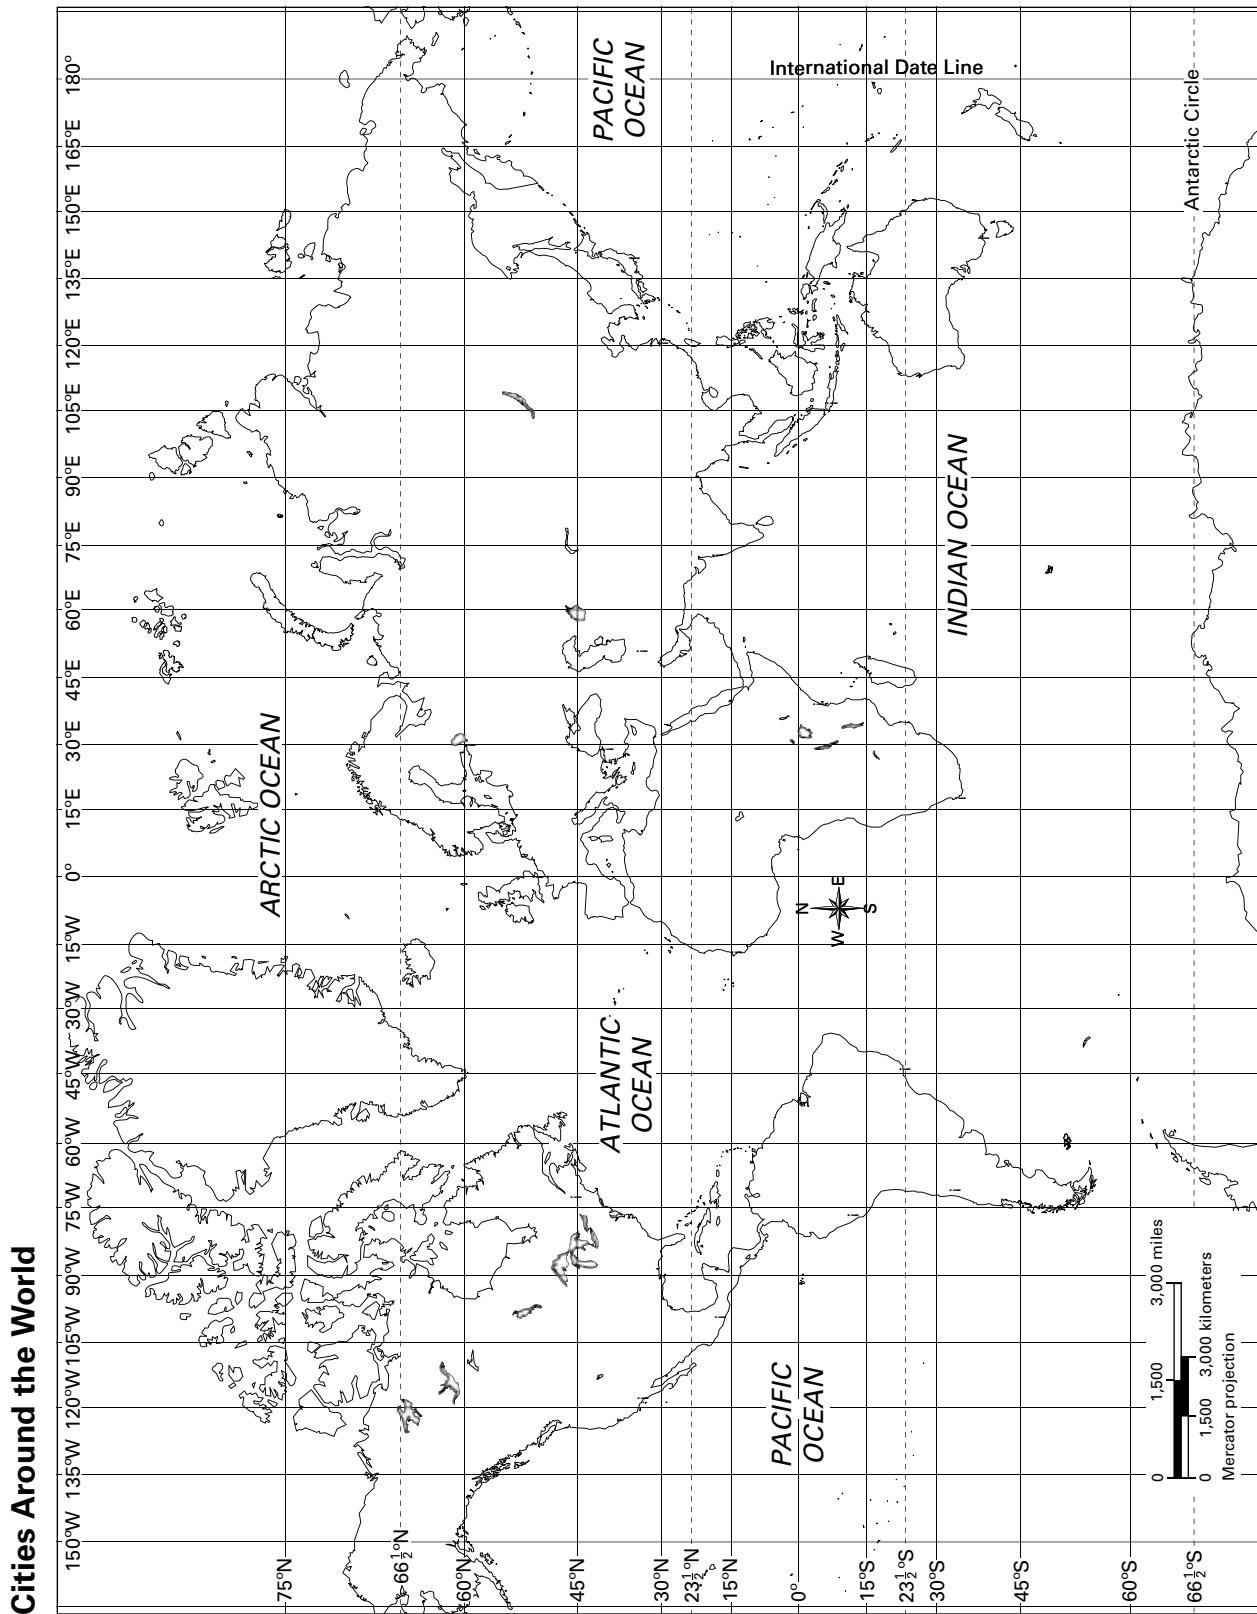 Cities Around the World
150°W
135°W
120°W
105°W
90°W
75°W
60°W
45°W
30°W
15°W
0°
15°E
30°E
45°E
60°E
75°E
90°E
105°E
120°E
135°E
150°E
165°E
180°
ARCTIC OCEAN
75°N
66½°N
60°N
45°N
30°N
23½°N
15°N
0°
15°S
23½°S
30°S
45°S
60°S
66½°S
ATLANTIC
OCEAN
PACIFIC
OCEAN
PACIFIC
OCEAN
INDIAN OCEAN
International Date Line
Antarctic Circle
N
W
E
S
0
1,500
3,000 miles
0
1,500
3,000 kilometers
Mercator projection